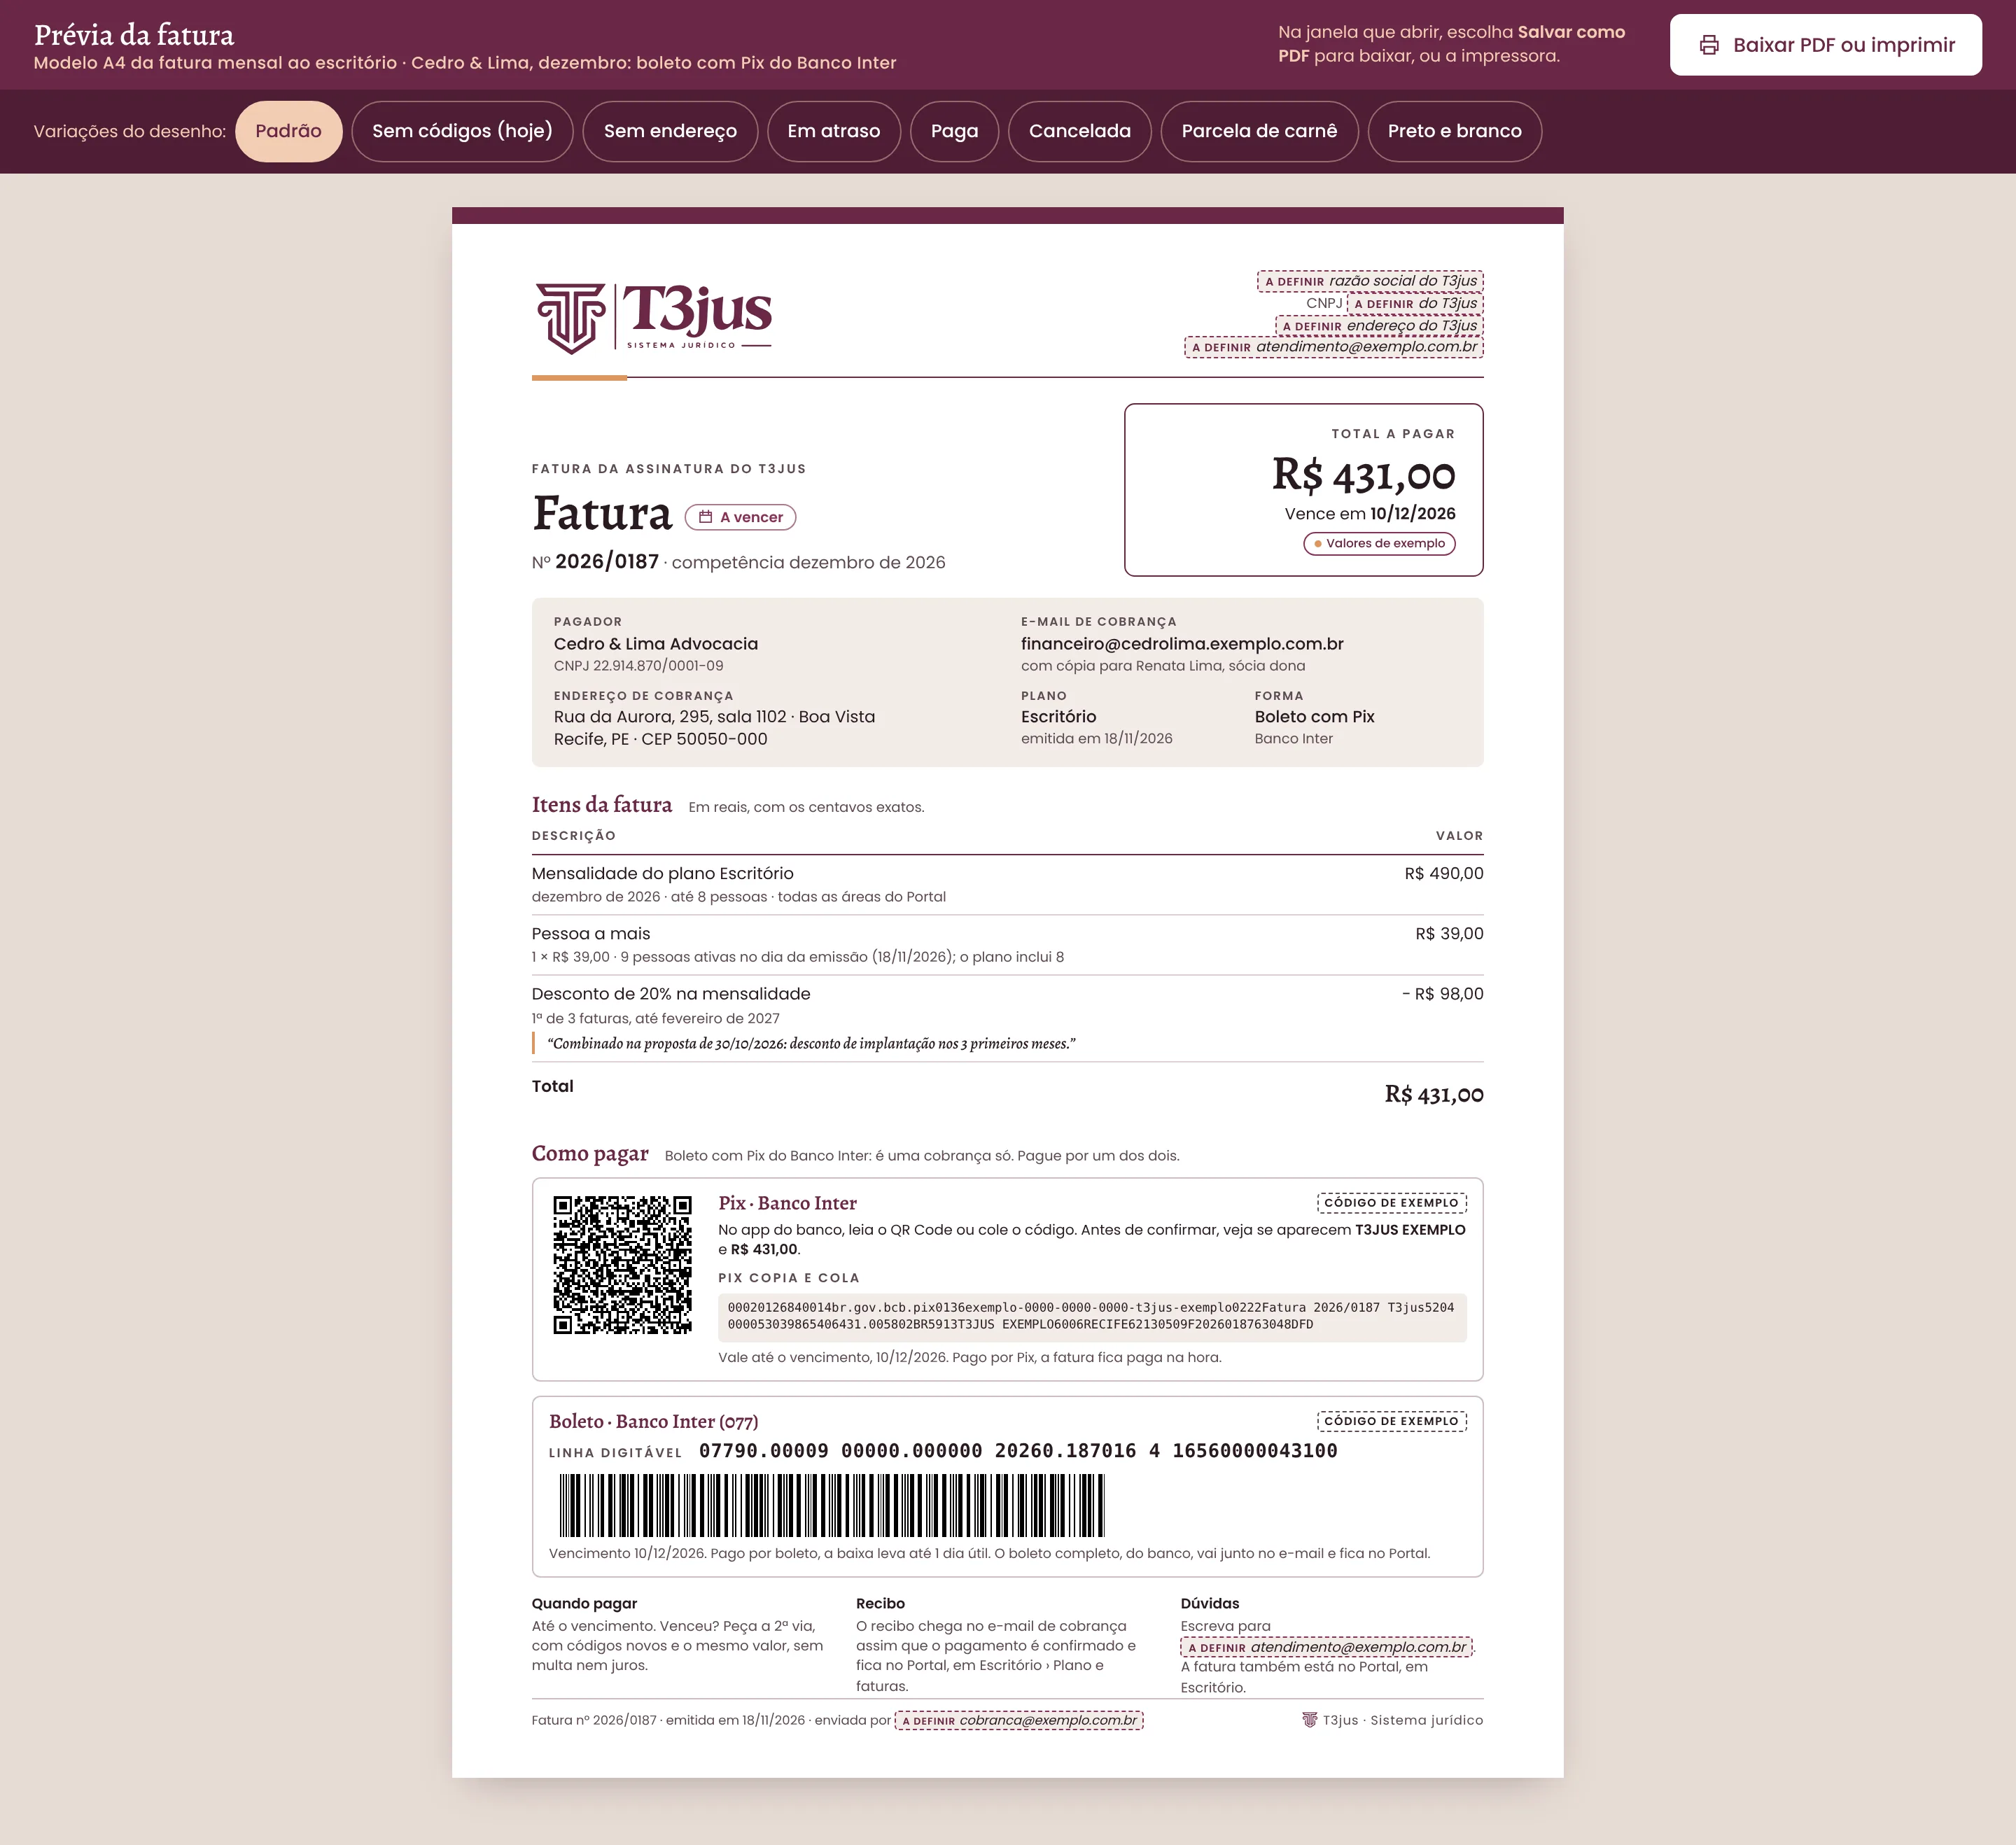 Prévia da fatura
Modelo A4 da fatura mensal ao escritório · Cedro & Lima, dezembro: boleto com Pix do Banco Inter
Na janela que abrir, escolha Salvar como
PDF para baixar, ou a impressora.
Baixar PDF ou imprimir
Variações do desenho:
Padrão
Sem códigos (hoje)
Sem endereço
Em atraso
Paga
Cancelada
Parcela de carnê
Preto e branco
T3jus
SISTEMA JURÍDICO
A DEFINIR razão social do T3jus
CNPJ A DEFINIR do T3jus
A DEFINIR endereço do T3jus
A DEFINIR atendimento@exemplo.com.br
FATURA DA ASSINATURA DO T3JUS
Fatura
A vencer
Nº 2026/0187 · competência dezembro de 2026
TOTAL A PAGAR
R$ 431,00
Vence em 10/12/2026
Valores de exemplo
PAGADOR
Cedro & Lima Advocacia
CNPJ 22.914.870/0001-09
E-MAIL DE COBRANÇA
financeiro@cedrolima.exemplo.com.br
com cópia para Renata Lima, sócia dona
ENDEREÇO DE COBRANÇA
Rua da Aurora, 295, sala 1102 · Boa Vista
Recife, PE · CEP 50050-000
PLANO
Escritório
emitida em 18/11/2026
FORMA
Boleto com Pix
Banco Inter
Itens da fatura Em reais, com os centavos exatos.
DESCRIÇÃO VALOR
Mensalidade do plano Escritório R$ 490,00
dezembro de 2026 · até 8 pessoas · todas as áreas do Portal
Pessoa a mais R$ 39,00
1 × R$ 39,00 · 9 pessoas ativas no dia da emissão (18/11/2026); o plano inclui 8
Desconto de 20% na mensalidade − R$ 98,00
1ª de 3 faturas, até fevereiro de 2027
“Combinado na proposta de 30/10/2026: desconto de implantação nos 3 primeiros meses.”
Total R$ 431,00
Como pagar Boleto com Pix do Banco Inter: é uma cobrança só. Pague por um dos dois.
Pix · Banco Inter
CÓDIGO DE EXEMPLO
No app do banco, leia o QR Code ou cole o código. Antes de confirmar, veja se aparecem T3JUS EXEMPLO
e R$ 431,00.
PIX COPIA E COLA
00020126840014br.gov.bcb.pix0136exemplo-0000-0000-0000-t3jus-exemplo0222Fatura 2026/0187 T3jus5204
000053039865406431.005802BR5913T3JUS EXEMPLO6006RECIFE62130509F2026018763048DFD
Vale até o vencimento, 10/12/2026. Pago por Pix, a fatura fica paga na hora.
Boleto · Banco Inter (077)
CÓDIGO DE EXEMPLO
LINHA DIGITÁVEL 07790.00009 00000.000000 20260.187016 4 16560000043100
Vencimento 10/12/2026. Pago por boleto, a baixa leva até 1 dia útil. O boleto completo, do banco, vai junto no e-mail e fica no Portal.
Quando pagar
Até o vencimento. Venceu? Peça a 2ª via,
com códigos novos e o mesmo valor, sem
multa nem juros.
Recibo
O recibo chega no e-mail de cobrança
assim que o pagamento é confirmado e
fica no Portal, em Escritório › Plano e
faturas.
Dúvidas
Escreva para
A DEFINIR atendimento@exemplo.com.br.
A fatura também está no Portal, em
Escritório.
Fatura nº 2026/0187 · emitida em 18/11/2026 · enviada por A DEFINIR cobranca@exemplo.com.br
T3jus · Sistema jurídico